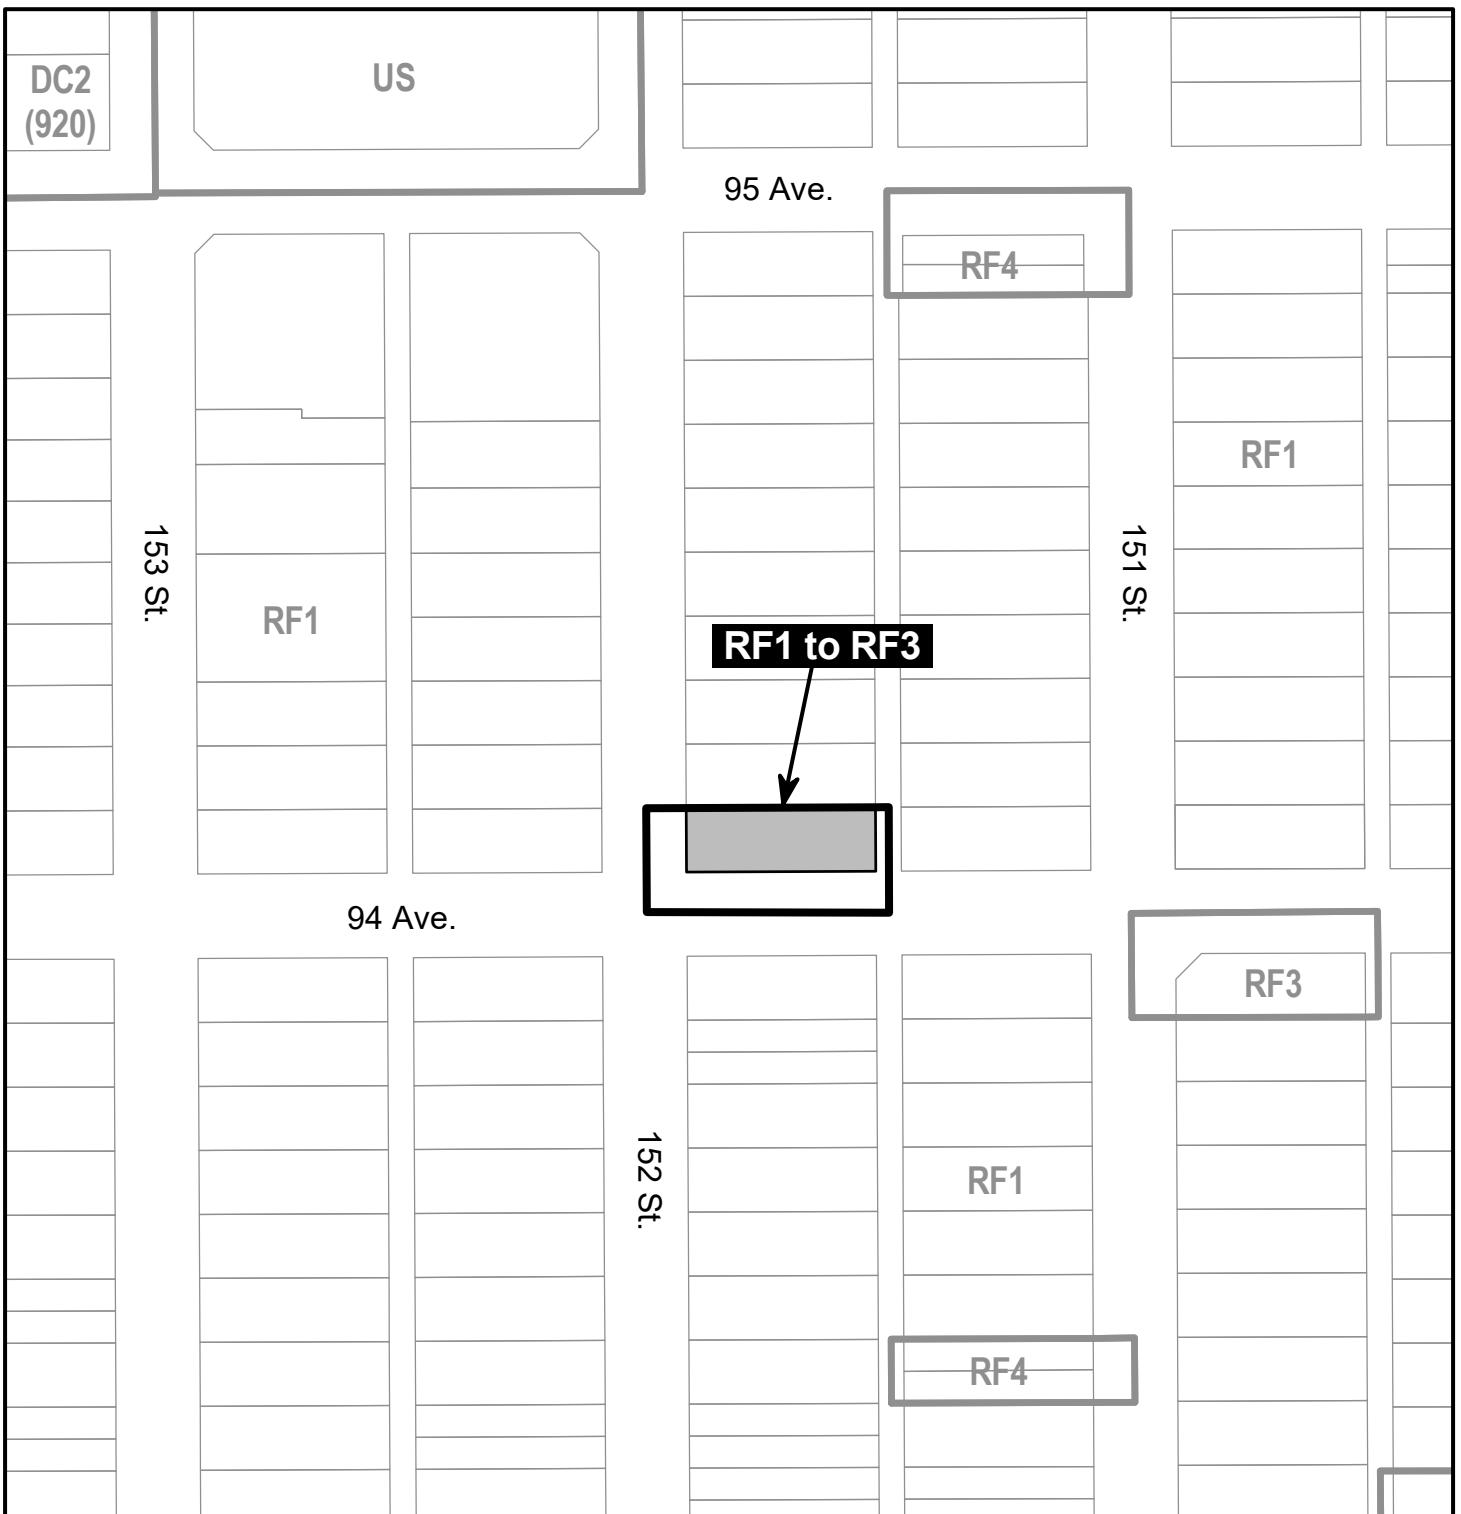 DC2
(920)
US
95 Ave.
RF4
RF1
153 St.
151 St.
RF1
RF1 to RF3
94 Ave.
RF3
152 St.
RF1
RF4